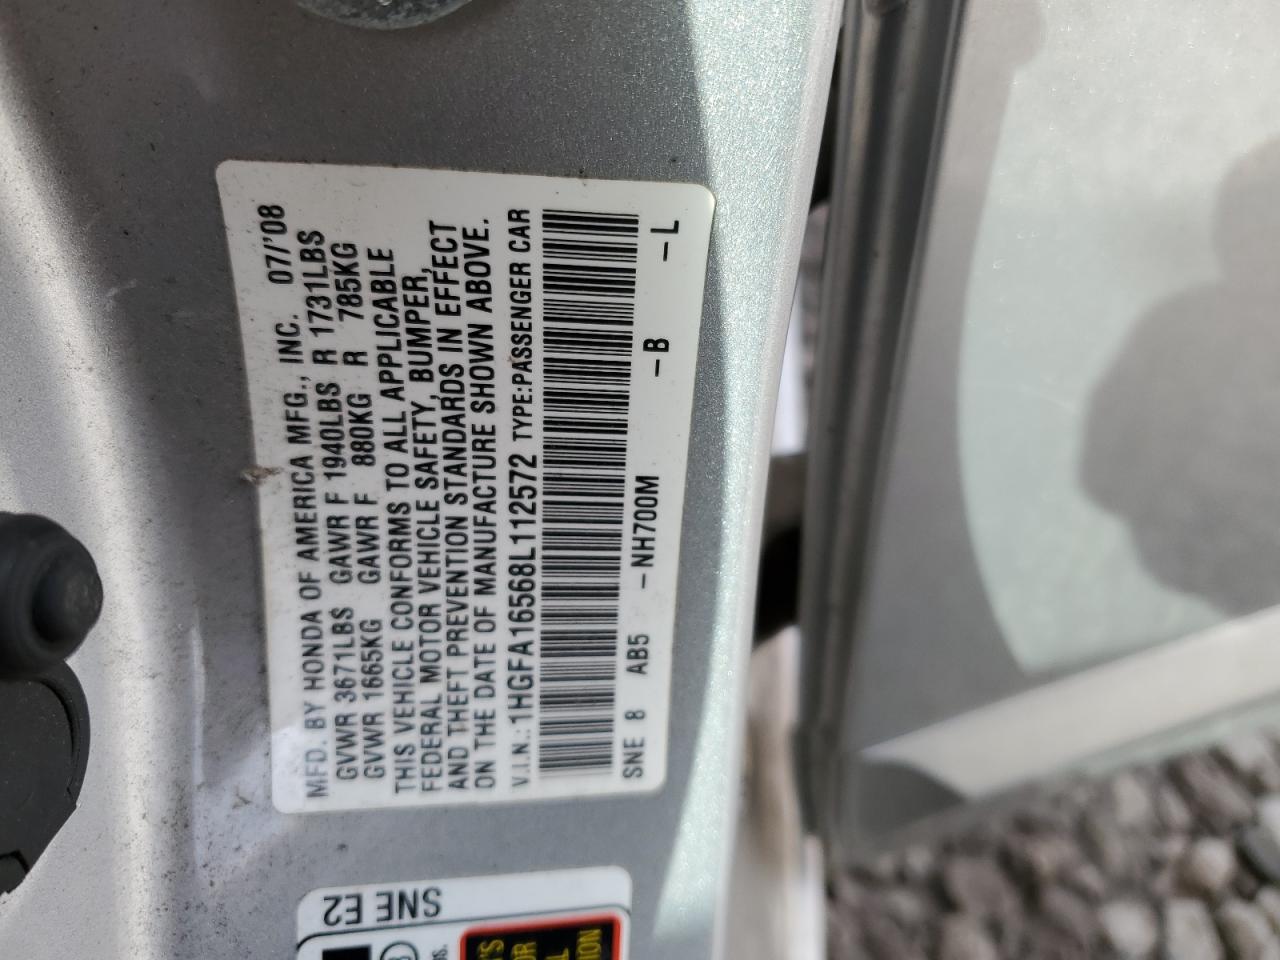 MFD. BY HONDA OF AMERICA MFG., INC. 07/'08
GVWR 3671LBS GAWR F 1940LBS R 1731LBS
GVWR 1665KG GAWR F 880KG R 785KG
THIS VEHICLE CONFORMS TO ALL APPLICABLE
FEDERAL MOTOR VEHICLE SAFETY, BUMPER,
AND THEFT PREVENTION STANDARDS IN EFFECT
ON THE DATE OF MANUFACTURE SHOWN ABOVE.
V.I.N.: 1HGFA16568L112572 TYPE:PASSENGER CAR
SNE 8 AB5 -NH700M -B -L
SNE E2